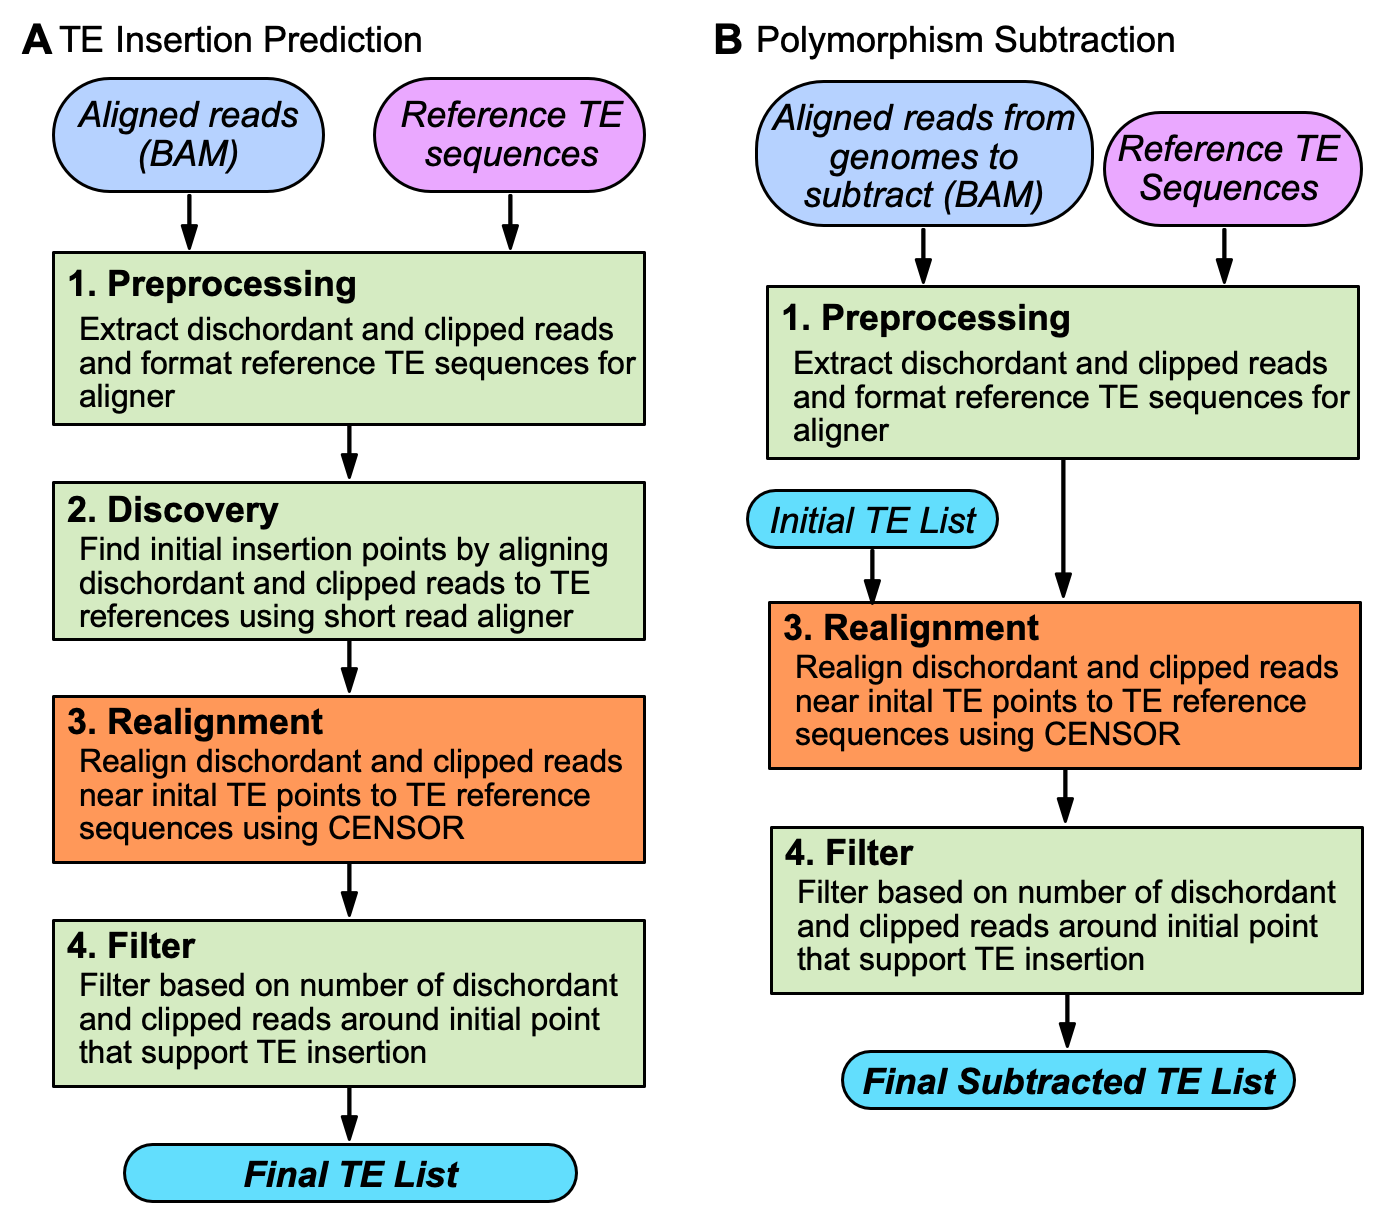 A TE Insertion Prediction
Aligned reads
(BAM)
Reference TE
sequences
1. Preprocessing
Extract dischordant and clipped reads
and format reference TE sequences for
aligner
2. Discovery
Find initial insertion points by aligning
dischordant and clipped reads to TE
references using short read aligner
3. Realignment
Realign dischordant and clipped reads
near inital TE points to TE reference
sequences using CENSOR
4. Filter
Filter based on number of dischordant
and clipped reads around initial point
that support TE insertion
Final TE List
B Polymorphism Subtraction
Aligned reads from
genomes to
subtract (BAM)
Reference TE
Sequences
1. Preprocessing
Extract dischordant and clipped reads
and format reference TE sequences for
aligner
Initial TE List
3. Realignment
Realign dischordant and clipped reads
near inital TE points to TE reference
sequences using CENSOR
4. Filter
Filter based on number of dischordant
and clipped reads around initial point
that support TE insertion
Final Subtracted TE List